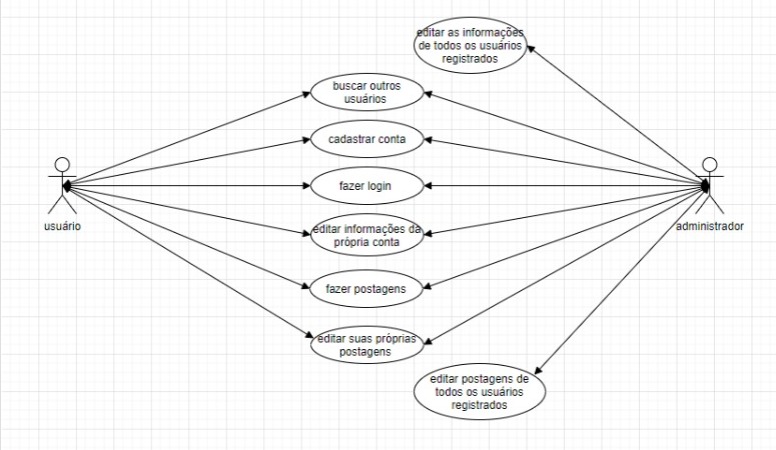 editar as informações
de todos os usuários
registrados
buscar outros
usuários
cadastrar conta
fazer login
usuário
administrador
editar informações da
própria conta
fazer postagens
editar suas próprias
postagens
editar postagens de
todos os usuários
registrados